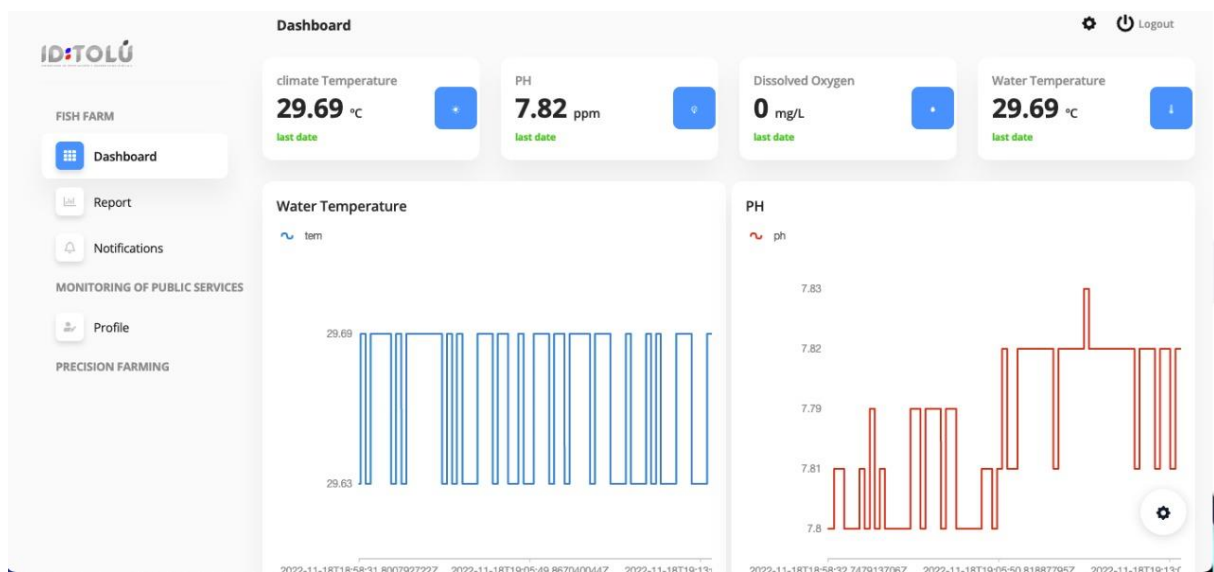 ID:TOLÚ
Dashboard
Logout
FISH FARM
Dashboard
Report
Notifications
MONITORING OF PUBLIC SERVICES
Profile
PRECISION FARMING
climate Temperature
29.69 °C
last date
PH
7.82 ppm
last date
Dissolved Oxygen
0 mg/L
last date
Water Temperature
29.69 °C
last date
Water Temperature
tem
29.69
29.63
PH
ph
7.83
7.82
7.79
7.81
7.8